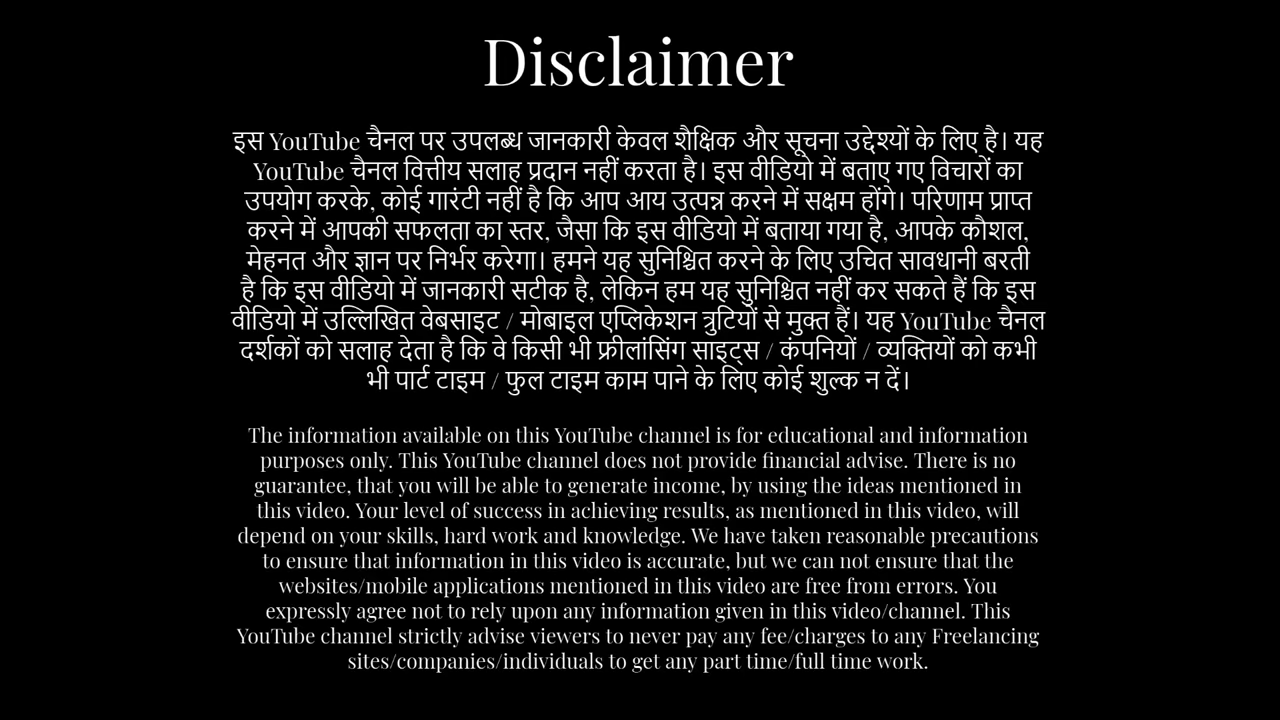 Disclaimer
इस YouTube चैनल पर उपलब्ध जानकारी केवल शैक्षिक और सूचना उद्देश्यों के लिए है। यह
YouTube चैनल वित्तीय सलाह प्रदान नहीं करता है। इस वीडियो में बताए गए विचारों का
उपयोग करके, कोई गारंटी नहीं है कि आप आय उत्पन्न करने में सक्षम होंगे। परिणाम प्राप्त
करने में आपकी सफलता का स्तर, जैसा कि इस वीडियो में बताया गया है, आपके कौशल,
मेहनत और ज्ञान पर निर्भर करेगा। हमने यह सुनिश्चित करने के लिए उचित सावधानी बरती
है कि इस वीडियो में जानकारी सटीक है, लेकिन हम यह सुनिश्चित नहीं कर सकते हैं कि इस
वीडियो में उल्लिखित वेबसाइट / मोबाइल एप्लिकेशन त्रुटियों से मुक्त हैं। यह YouTube चैनल
दर्शकों को सलाह देता है कि वे किसी भी फ्रीलांसिंग साइट्स / कंपनियों / व्यक्तियों को कभी
भी पार्ट टाइम / फुल टाइम काम पाने के लिए कोई शुल्क न दें।
The information available on this YouTube channel is for educational and information
purposes only. This YouTube channel does not provide financial advise. There is no
guarantee, that you will be able to generate income, by using the ideas mentioned in
this video. Your level of success in achieving results, as mentioned in this video, will
depend on your skills, hard work and knowledge. We have taken reasonable precautions
to ensure that information in this video is accurate, but we can not ensure that the
websites/mobile applications mentioned in this video are free from errors. You
expressly agree not to rely upon any information given in this video/channel. This
YouTube channel strictly advise viewers to never pay any fee/charges to any Freelancing
sites/companies/individuals to get any part time/full time work.